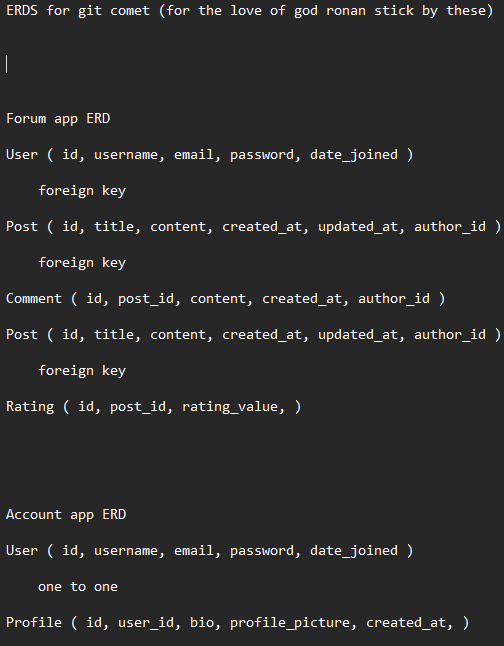 ERDS for git comet (for the love of god ronan stick by these)
Forum app ERD
User ( id, username, email, password, date_joined )
foreign key
Post ( id, title, content, created_at, updated_at, author_id )
foreign key
Comment ( id, post_id, content, created_at, author_id )
Post ( id, title, content, created_at, updated_at, author_id )
foreign key
Rating ( id, post_id, rating_value, )
Account app ERD
User ( id, username, email, password, date_joined )
one to one
Profile ( id, user_id, bio, profile_picture, created_at, )